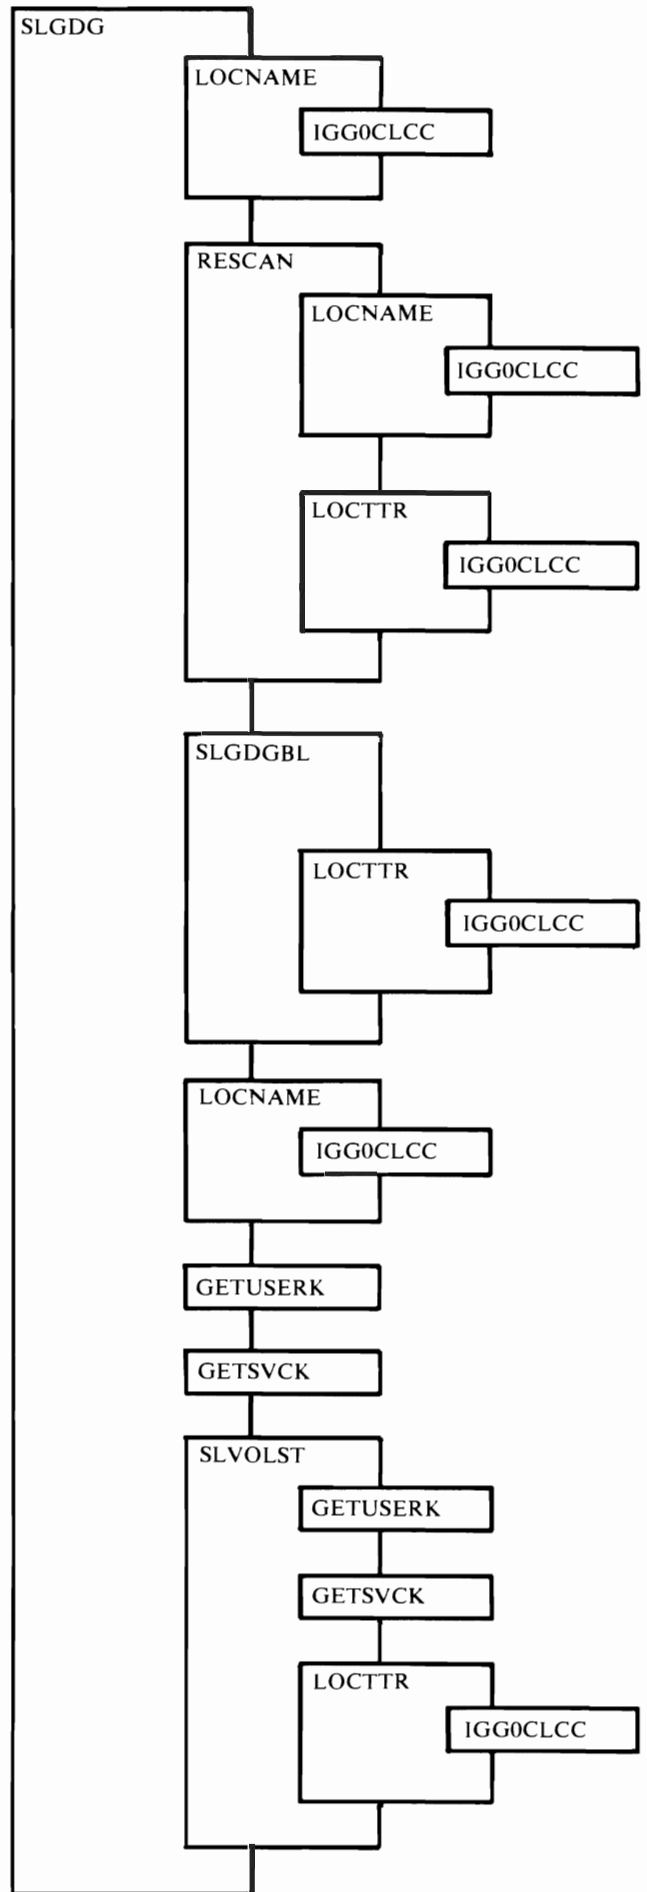 SLGDG
LOCNAME
IGG0CLCC
RESCAN
LOCNAME
IGG0CLCC
LOCTTR
IGG0CLCC
SLGDGBL
LOCTTR
IGG0CLCC
LOCNAME
IGG0CLCC
GETUSERK
GETSVCK
SLVOLST
GETUSERK
GETSVCK
LOCTTR
IGG0CLCC